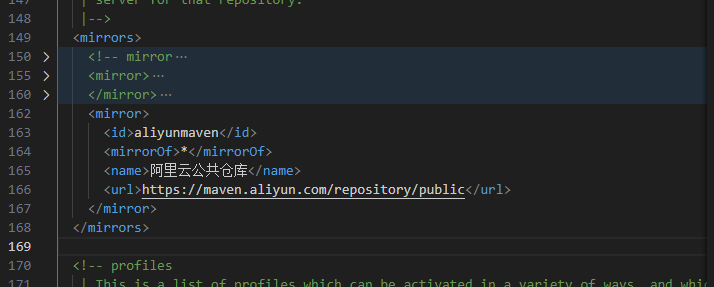 147 | server for that repository.
148 |-->
149 <mirrors>
150 <!-- mirror…
155 <mirror>…
160 </mirror>…
162 <mirror>
163 <id>aliyunmaven</id>
164 <mirrorOf>*</mirrorOf>
165 <name>阿里云公共仓库</name>
166 <url>https://maven.aliyun.com/repository/public</url>
167 </mirror>
168 </mirrors>
169
170 <!-- profiles
171 | This is a list of profiles which can be activated in a variety of ways, and